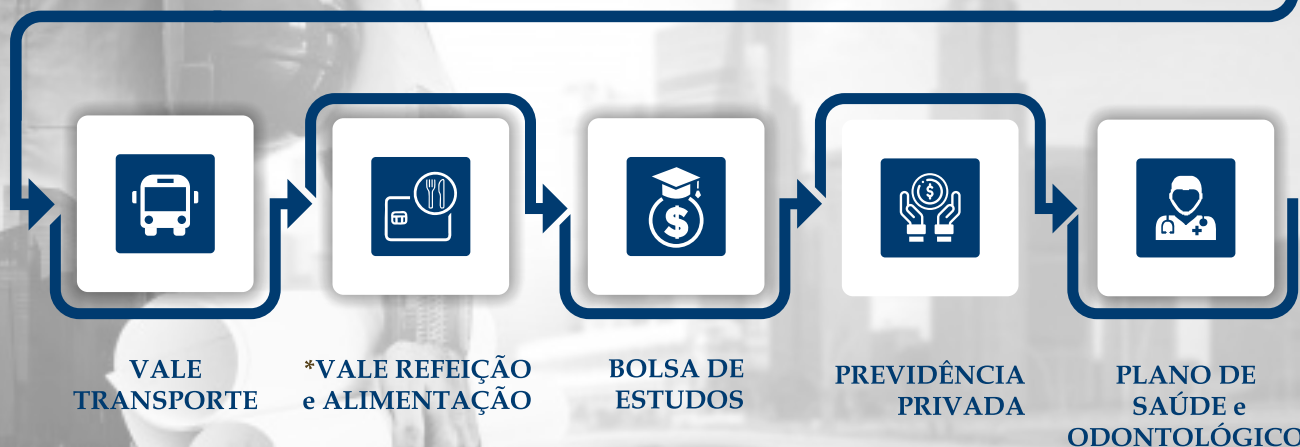 VALE
TRANSPORTE
*VALE REFEIÇÃO
e ALIMENTAÇÃO
BOLSA DE
ESTUDOS
PREVIDÊNCIA
PRIVADA
PLANO DE
SAÚDE e
ODONTOLÓGICO